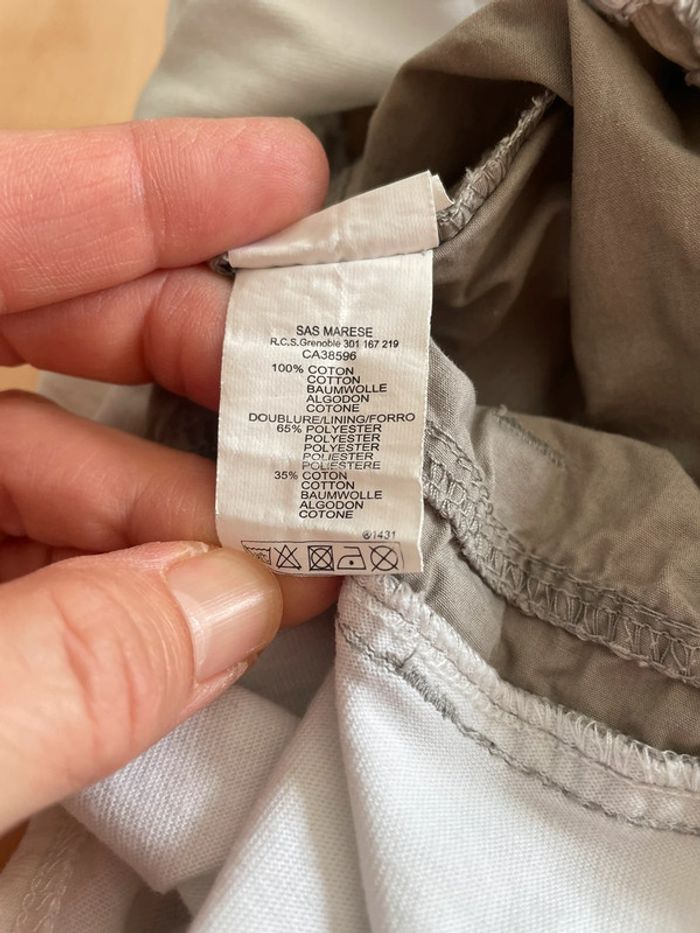 SAS MARESE
R.C.S.Grenoble 301 167 219
CA38596
100% COTON
COTTON
BAUMWOLLE
ALGODON
COTONE
DOUBLURE/LINING/FORRO
65% POLYESTER
POLYESTER
POLYESTER
POLIESTER
POLIESTERE
35% COTON
COTTON
BAUMWOLLE
ALGODON
COTONE
1431